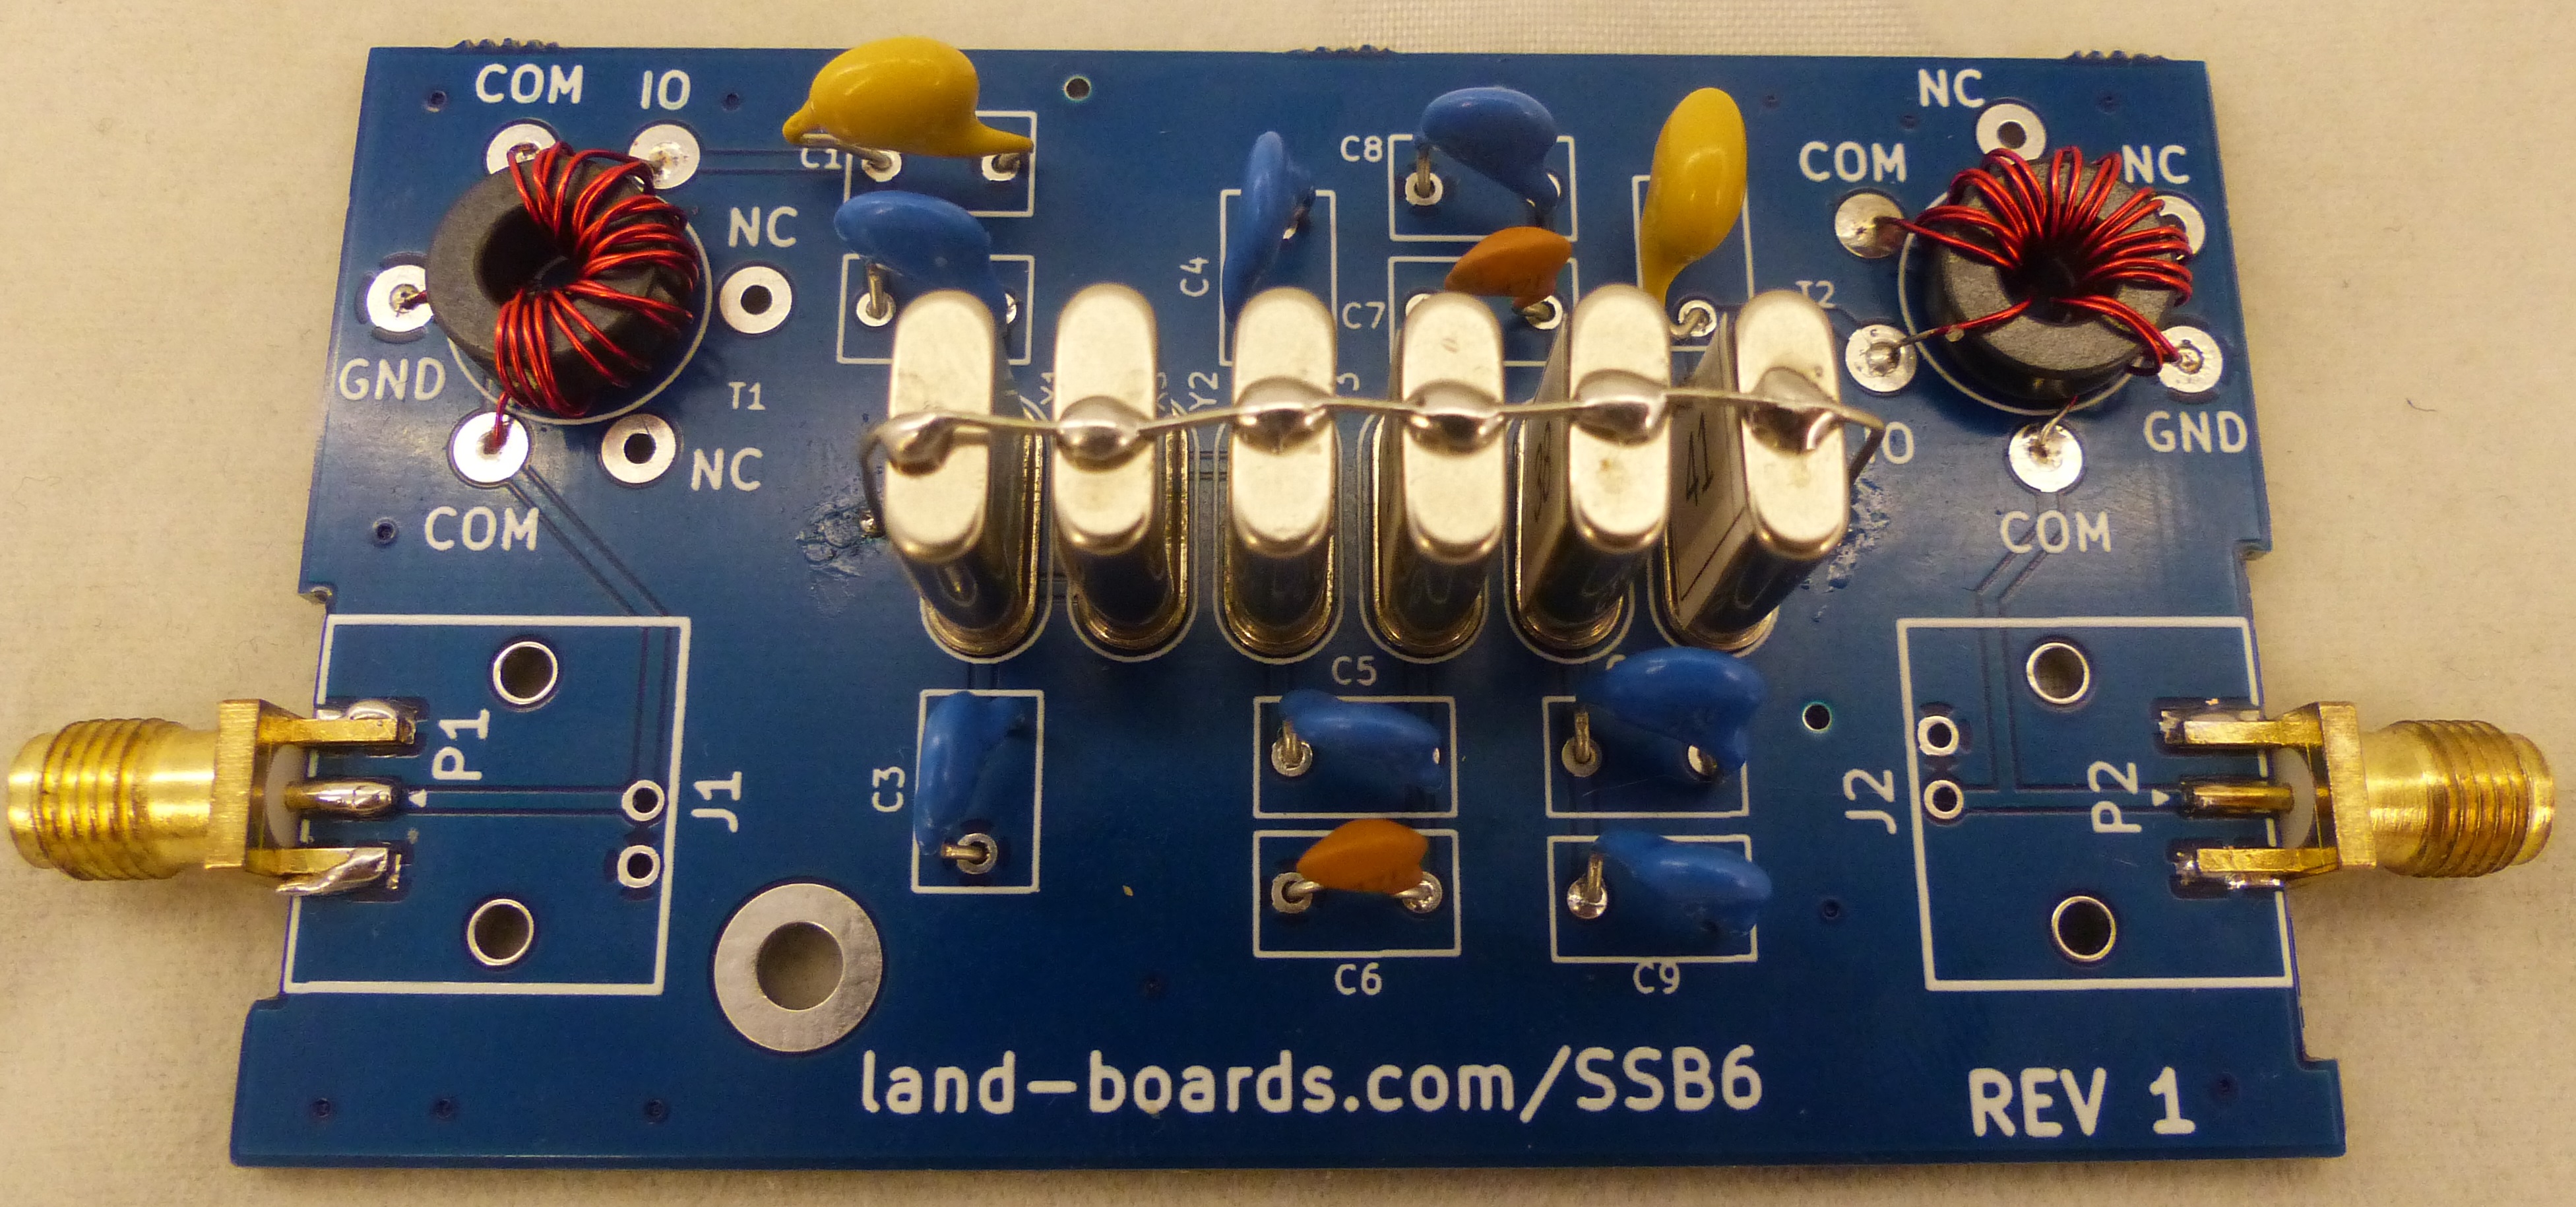 COM IO
NC
C1
C8
COM
NC
NC
C4
C7
T2
GND
T1
Y2
NC
COM
GND
COM
38
41
C5
P1
C3
J1
J2
P2
C6
C9
land-boards.com/SSB6
REV 1